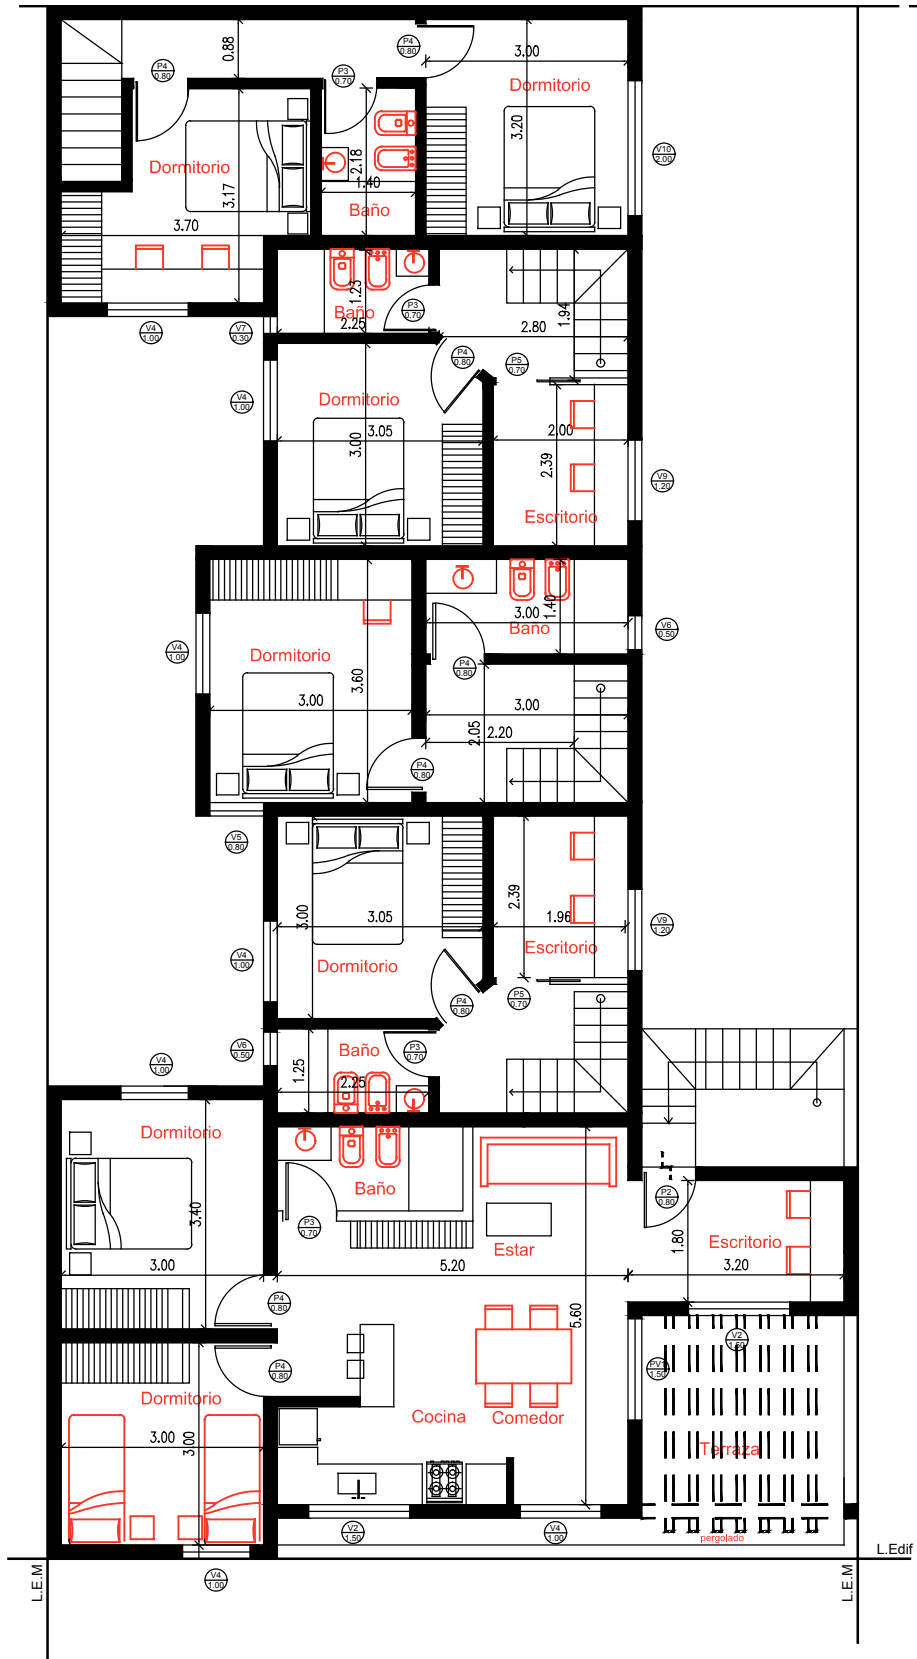 P4
0.80
0.88
P3
0.70
P4
0.80
3.00
Dormitorio
3.20
V10
2.00
Dormitorio
3.17
3.70
2.18
1.40
Baño
V4
1.00
V7
0.30
1.23
Baño
2.25
P3
0.70
2.80
1.94
P4
0.80
P5
0.70
V4
1.00
Dormitorio
3.05
3.00
2.00
2.39
Escritorio
V9
1.20
1.40
3.00
Baño
V6
0.50
V4
1.00
Dormitorio
3.60
3.00
P4
0.80
3.00
2.05
2.20
P4
0.80
V5
0.80
3.00
3.05
Dormitorio
2.39
1.96
Escritorio
V9
1.20
V4
1.00
P4
0.80
P5
0.70
V6
0.50
1.25
Baño
2.25
P3
0.70
V4
1.00
Dormitorio
3.40
3.00
Baño
P3
0.70
Estar
5.20
5.60
P2
0.80
1.80
Escritorio
3.20
P4
0.80
P4
0.80
V2
1.50
PV1
1.50
Dormitorio
3.00
3.00
Cocina
Comedor
Terraza
pergolado
V2
1.50
V4
1.00
V4
1.00
L.Edif
L.E.M
L.E.M